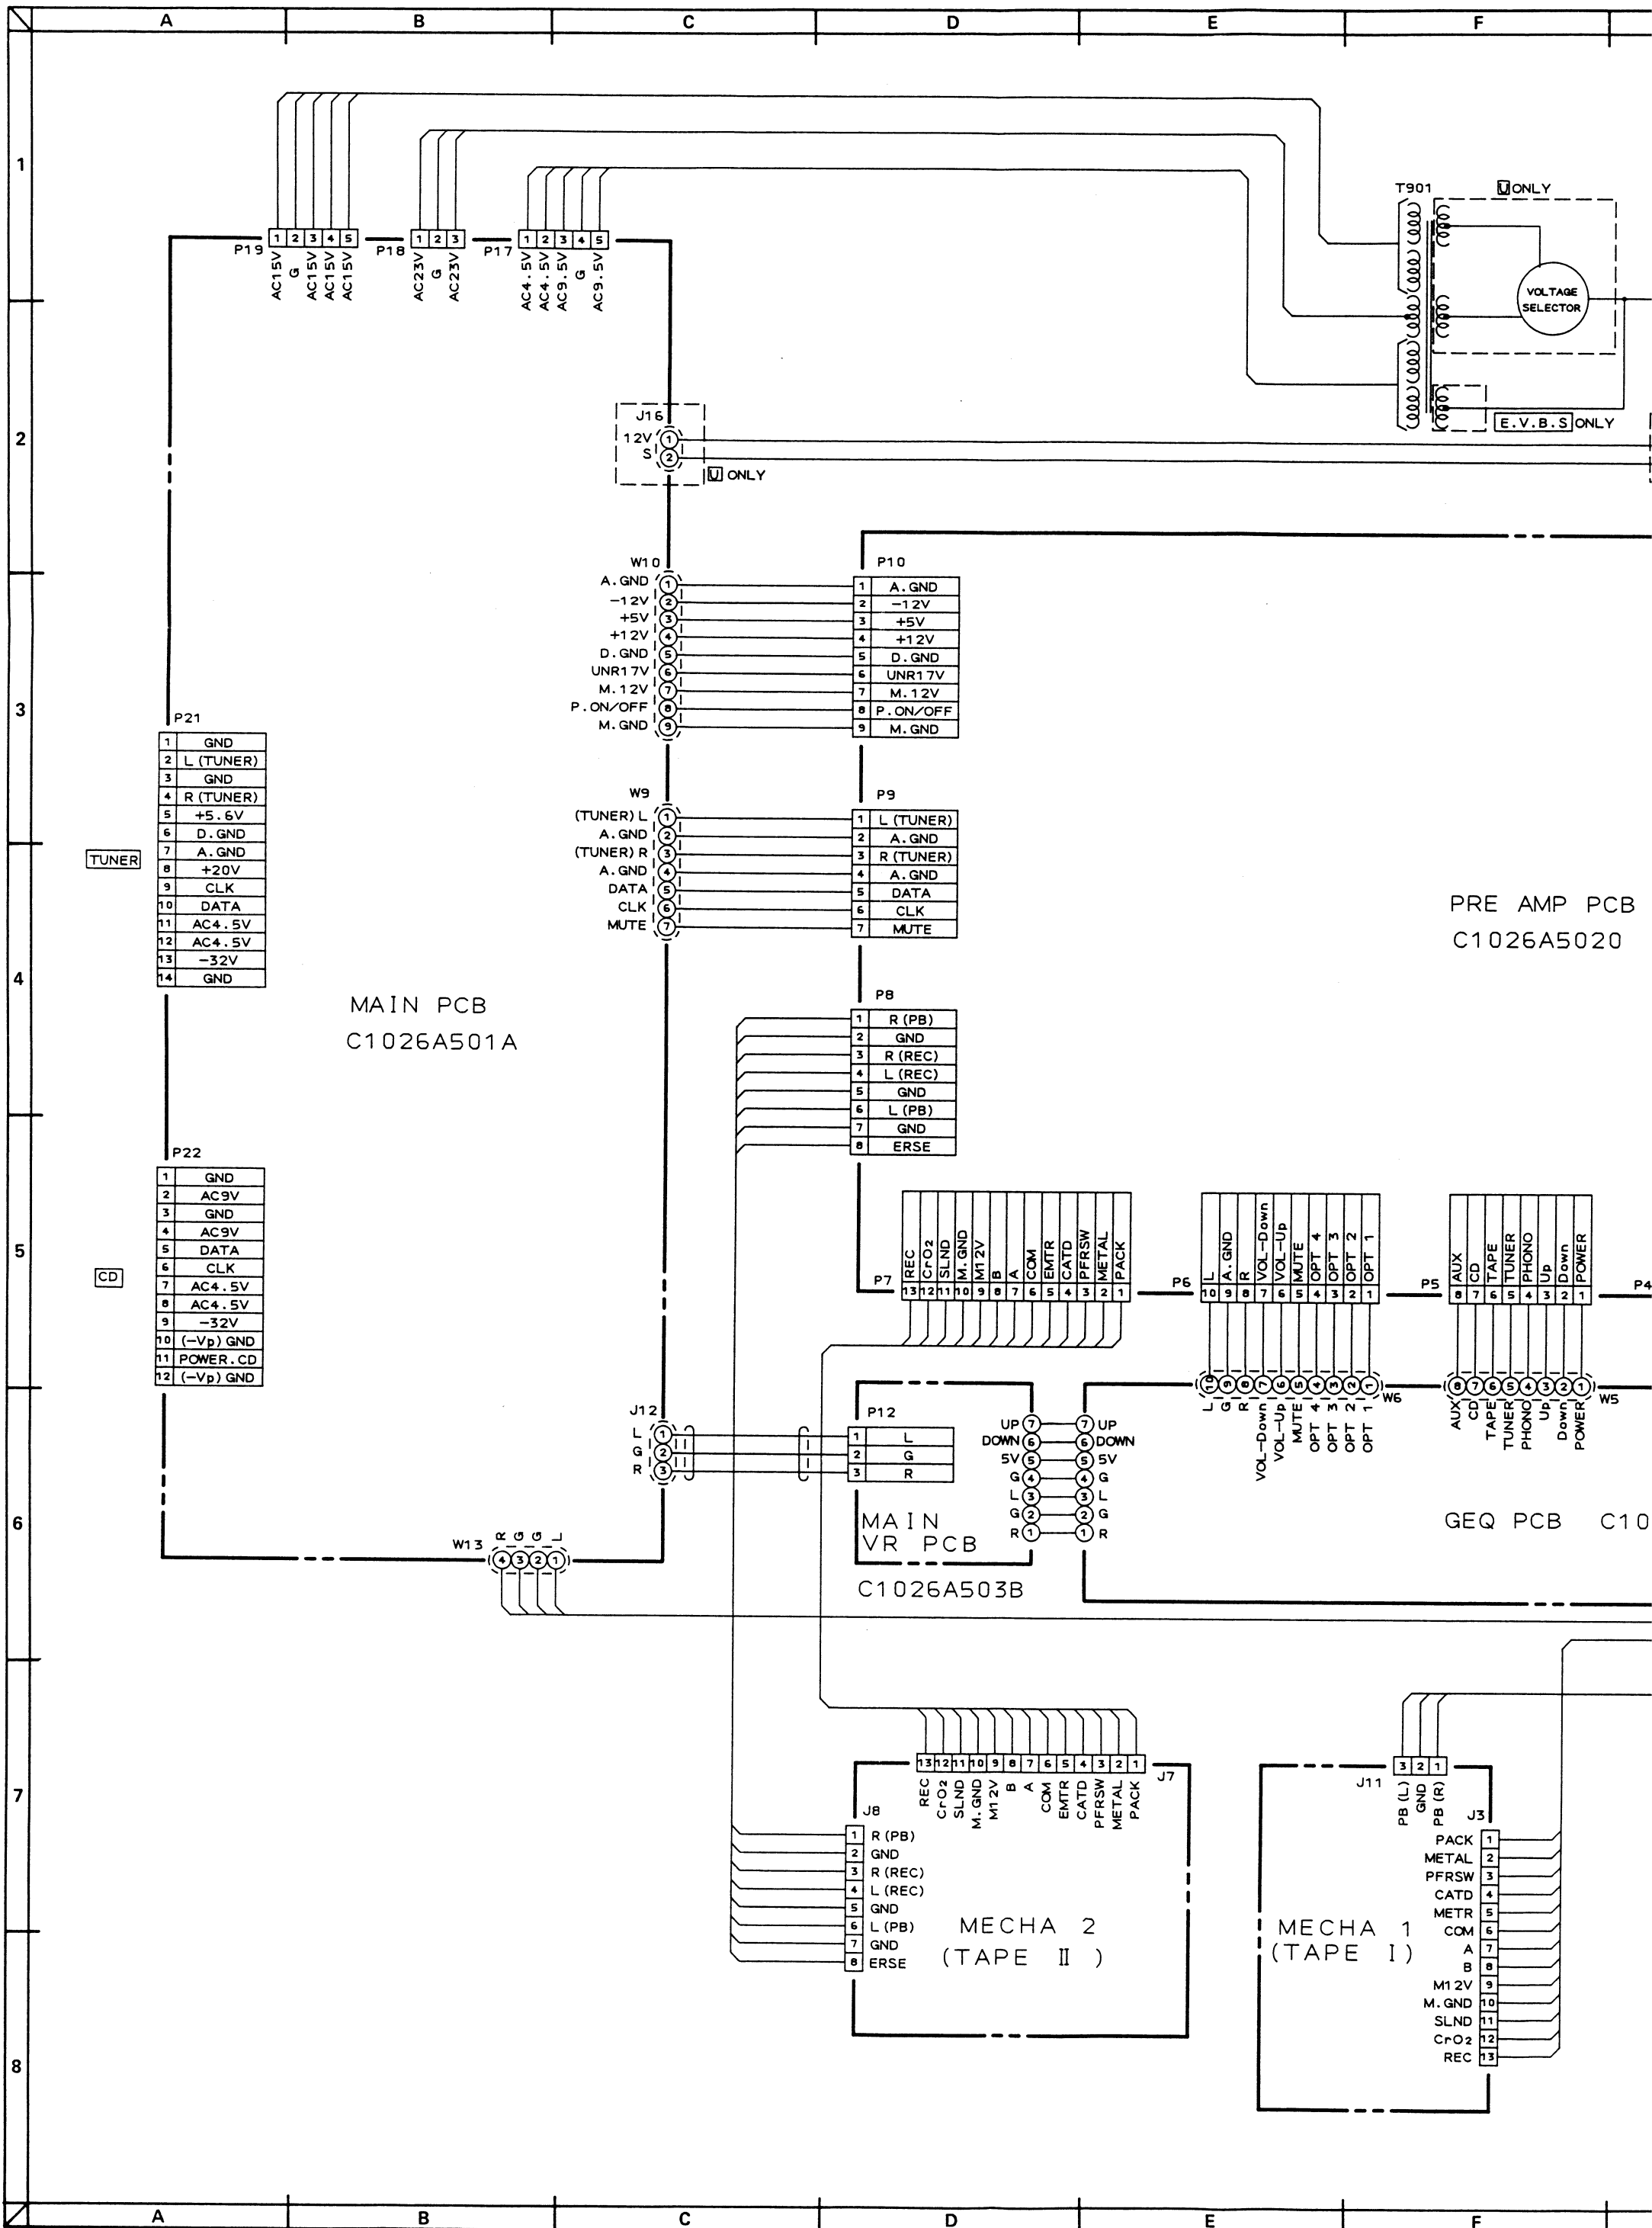 A B C D E F
1
T901
U ONLY
P19 1 2 3 4 5
P18 1 2 3
P17 1 2 3 4 5
AC15V
G
AC15V
AC15V
AC15V
AC23V
G
AC23V
AC4.5V
AC4.5V
AC9.5V
G
AC9.5V
VOLTAGE
SELECTOR
E.V.B.S ONLY
2
J16
12V 1
S 2
U ONLY
W10
A.GND 1
-12V 2
+5V 3
+12V 4
D.GND 5
UNR17V 6
M.12V 7
P.ON/OFF 8
M.GND 9
P10
1 A.GND
2 -12V
3 +5V
4 +12V
5 D.GND
6 UNR17V
7 M.12V
8 P.ON/OFF
9 M.GND
3
P21
1 GND
2 L (TUNER)
3 GND
4 R (TUNER)
5 +5.6V
6 D.GND
7 A.GND
8 +20V
9 CLK
10 DATA
11 AC4.5V
12 AC4.5V
13 -32V
14 GND
TUNER
W9
(TUNER) L 1
A.GND 2
(TUNER) R 3
A.GND 4
DATA 5
CLK 6
MUTE 7
P9
1 L (TUNER)
2 A.GND
3 R (TUNER)
4 A.GND
5 DATA
6 CLK
7 MUTE
PRE AMP PCB
C1026A5020
4
MAIN PCB
C1026A501A
P8
1 R (PB)
2 GND
3 R (REC)
4 L (REC)
5 GND
6 L (PB)
7 GND
8 ERSE
P22
1 GND
2 AC9V
3 GND
4 AC9V
5 DATA
6 CLK
7 AC4.5V
8 AC4.5V
9 -32V
10 (-Vp) GND
11 POWER.CD
12 (-Vp) GND
5
CD
P7
REC 13
CrO2 12
SLND 11
M.GND 10
M12V 9
B 8
A 7
COM 6
EMTR 5
CATD 4
PFRSW 3
METAL 2
PACK 1
P6
L 10
A.GND 9
R 8
VOL-Down 7
VOL-Up 6
MUTE 5
OPT 4 4
OPT 3 3
OPT 2 2
OPT 1 1
P5
AUX 8
CD 7
TAPE 6
TUNER 5
PHONO 4
Up 3
Down 2
POWER 1
P4
10 9 8 7 6 5 4 3 2 1 W6
L
G
R
VOL-Down
VOL-Up
MUTE
OPT 4
OPT 3
OPT 2
OPT 1
8 7 6 5 4 3 2 1 W5
AUX
CD
TAPE
TUNER
PHONO
Up
Down
POWER
J12
L 1
G 2
R 3
P12
1 L
2 G
3 R
UP 7 7 UP
DOWN 6 6 DOWN
5V 5 5 5V
G 4 4 G
L 3 3 L
G 2 2 G
R 1 1 R
6
MAIN
VR PCB
C1026A503B
GEQ PCB C10
W13
R G G L
4 3 2 1
7
13 12 11 10 9 8 7 6 5 4 3 2 1
J7
REC
CrO2
SLND
M.GND
M12V
B
A
COM
EMTR
CATD
PFRSW
METAL
PACK
J8
1 R (PB)
2 GND
3 R (REC)
4 L (REC)
5 GND
6 L (PB)
7 GND
8 ERSE
MECHA 2
(TAPE II )
J11
3 2 1
PB (L)
GND
PB (R)
J3
PACK 1
METAL 2
PFRSW 3
CATD 4
METR 5
COM 6
A 7
B 8
M12V 9
M.GND 10
SLND 11
CrO2 12
REC 13
MECHA 1
(TAPE I)
8
A B C D E F